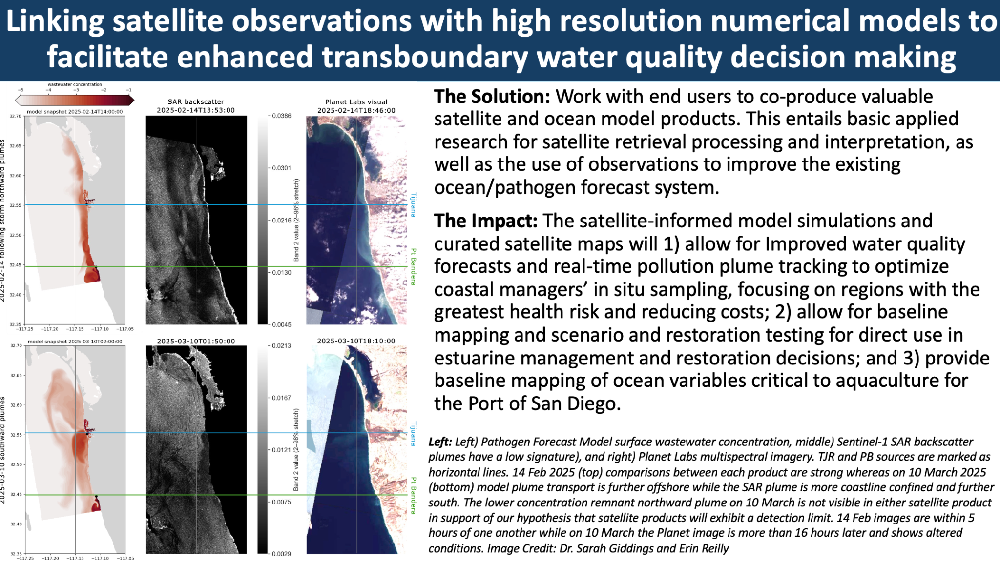 Linking satellite observations with high resolution numerical models to
facilitate enhanced transboundary water quality decision making
wastewater concentration
−5 −4 −3 −2 −1
model snapshot 2025-02-14T14:00:00
SAR backscatter
2025-02-14T13:53:00
Planet Labs visual
2025-02-14T18:46:00
2025-02-14 following storm northward plumes
32.70
32.65
32.60
32.55
32.50
32.45
32.40
32.35
−117.25 −117.20 −117.15 −117.10 −117.05
0.0386
0.0301
0.0216
0.0130
0.0045
Band 2 value (2–98% stretch)
Tijuana
Pt Bandera
model snapshot 2025-03-10T02:00:00
2025-03-10T01:50:00
2025-03-10T18:10:00
2025-03-10 southward plumes
32.70
32.65
32.60
32.55
32.50
32.45
32.40
32.35
−117.25 −117.20 −117.15 −117.10 −117.05
0.0213
0.0167
0.0121
0.0075
0.0029
Band 2 value (2–98% stretch)
Tijuana
Pt Bandera
The Solution: Work with end users to co-produce valuable
satellite and ocean model products. This entails basic applied
research for satellite retrieval processing and interpretation, as
well as the use of observations to improve the existing
ocean/pathogen forecast system.
The Impact: The satellite-informed model simulations and
curated satellite maps will 1) allow for Improved water quality
forecasts and real-time pollution plume tracking to optimize
coastal managers’ in situ sampling, focusing on regions with the
greatest health risk and reducing costs; 2) allow for baseline
mapping and scenario and restoration testing for direct use in
estuarine management and restoration decisions; and 3) provide
baseline mapping of ocean variables critical to aquaculture for
the Port of San Diego.
Left: Left) Pathogen Forecast Model surface wastewater concentration, middle) Sentinel-1 SAR backscatter
plumes have a low signature), and right) Planet Labs multispectral imagery. TJR and PB sources are marked as
horizontal lines. 14 Feb 2025 (top) comparisons between each product are strong whereas on 10 March 2025
(bottom) model plume transport is further offshore while the SAR plume is more coastline confined and further
south. The lower concentration remnant northward plume on 10 March is not visible in either satellite product
in support of our hypothesis that satellite products will exhibit a detection limit. 14 Feb images are within 5
hours of one another while on 10 March the Planet image is more than 16 hours later and shows altered
conditions. Image Credit: Dr. Sarah Giddings and Erin Reilly